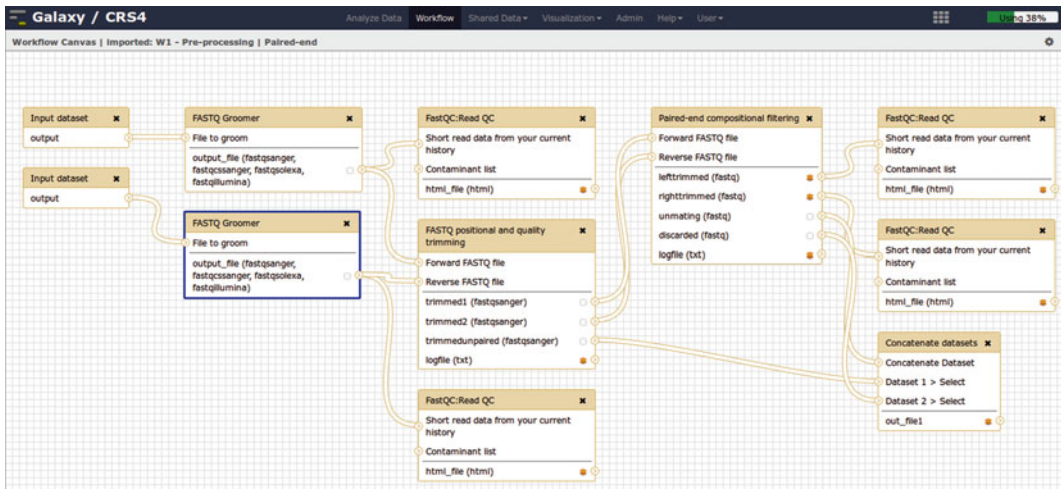 Galaxy / CRS4
Analyze Data Workflow Shared Data Visualization Admin Help User
Using 38%
Workflow Canvas | Imported: W1 - Pre-processing | Paired-end
Input dataset
output
Input dataset
output
FASTQ Groomer
File to groom
output_file (fastqsanger,
fastqcssanger, fastqsolexa,
fastqillumina)
FASTQ Groomer
File to groom
output_file (fastqsanger,
fastqcssanger, fastqsolexa,
fastqillumina)
FastQC:Read QC
Short read data from your current
history
Contaminant list
html_file (html)
FASTQ positional and quality
trimming
Forward FASTQ file
Reverse FASTQ file
trimmed1 (fastqsanger)
trimmed2 (fastqsanger)
trimmedunpaired (fastqsanger)
logfile (txt)
FastQC:Read QC
Short read data from your current
history
Contaminant list
html_file (html)
Paired-end compositional filtering
Forward FASTQ file
Reverse FASTQ file
lefttrimmed (fastq)
righttrimmed (fastq)
unmating (fastq)
discarded (fastq)
logfile (txt)
FastQC:Read QC
Short read data from your current
history
Contaminant list
html_file (html)
FastQC:Read QC
Short read data from your current
history
Contaminant list
html_file (html)
Concatenate datasets
Concatenate Dataset
Dataset 1 > Select
Dataset 2 > Select
out_file1